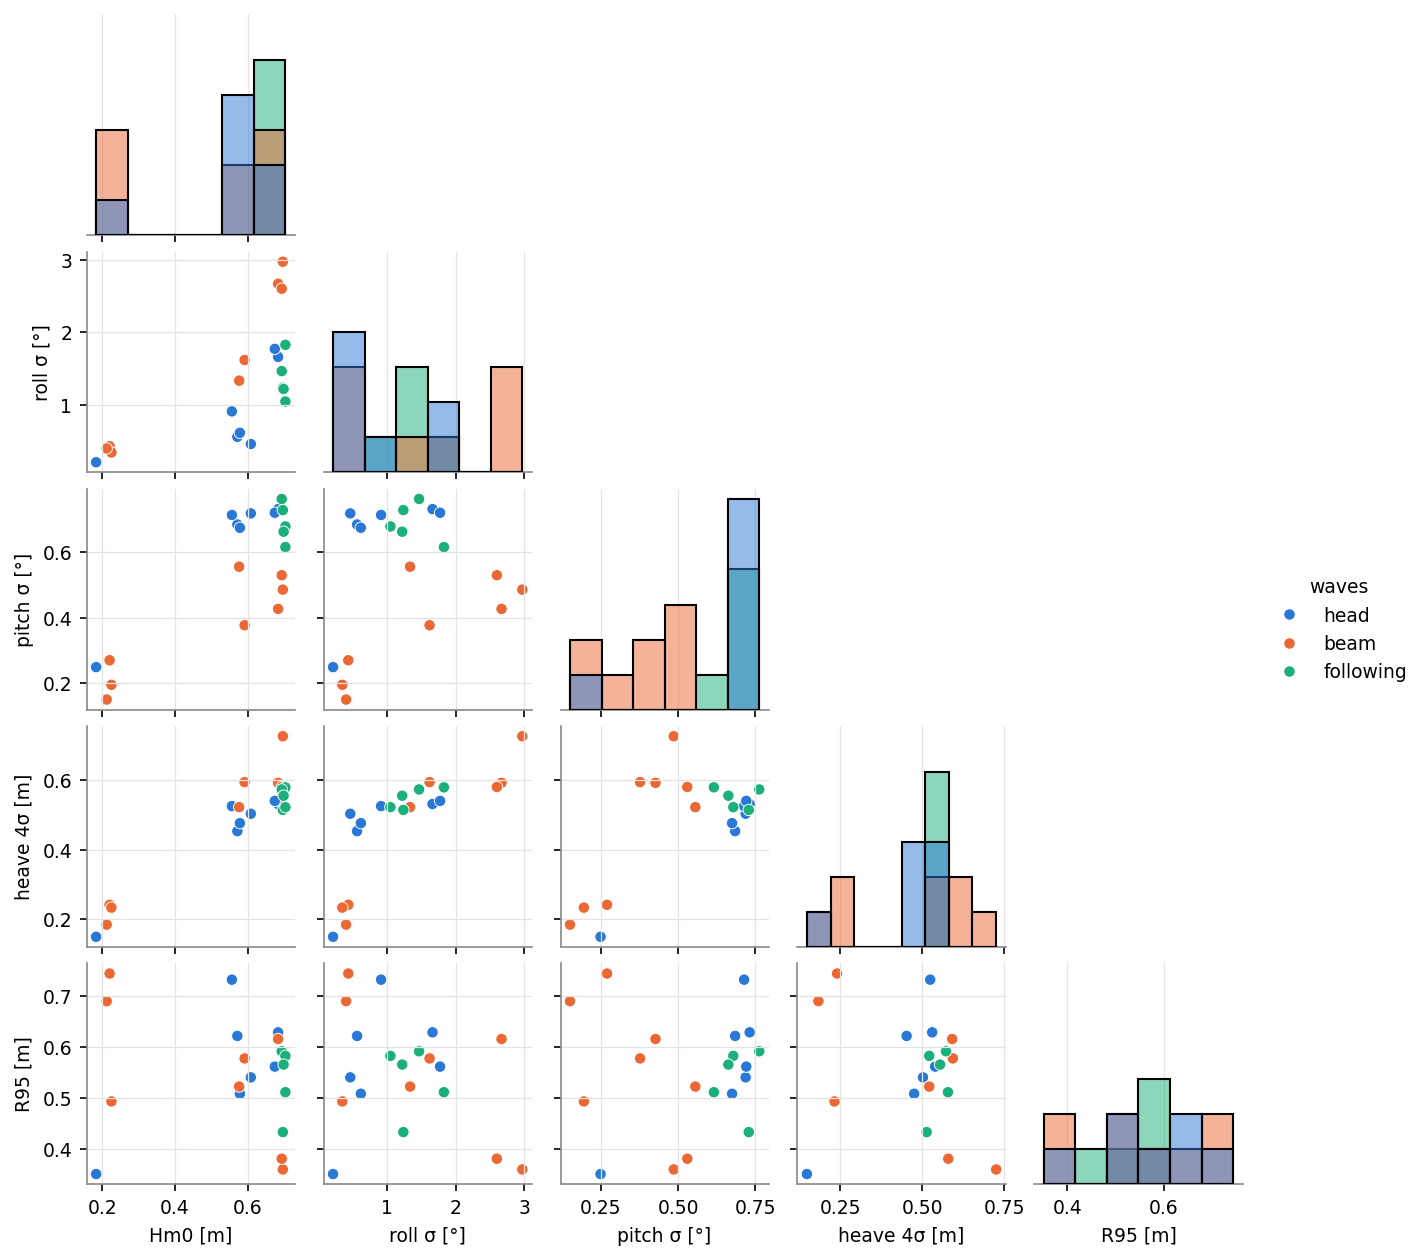 roll σ [°]
3
2
1
pitch σ [°]
0.6
0.4
0.2
waves
head
beam
following
heave 4σ [m]
0.6
0.4
0.2
R95 [m]
0.7
0.6
0.5
0.4
0.2 0.6
1 2 3
0.25 0.50 0.75
0.25 0.50 0.75
0.4 0.6
Hm0 [m]
roll σ [°]
pitch σ [°]
heave 4σ [m]
R95 [m]